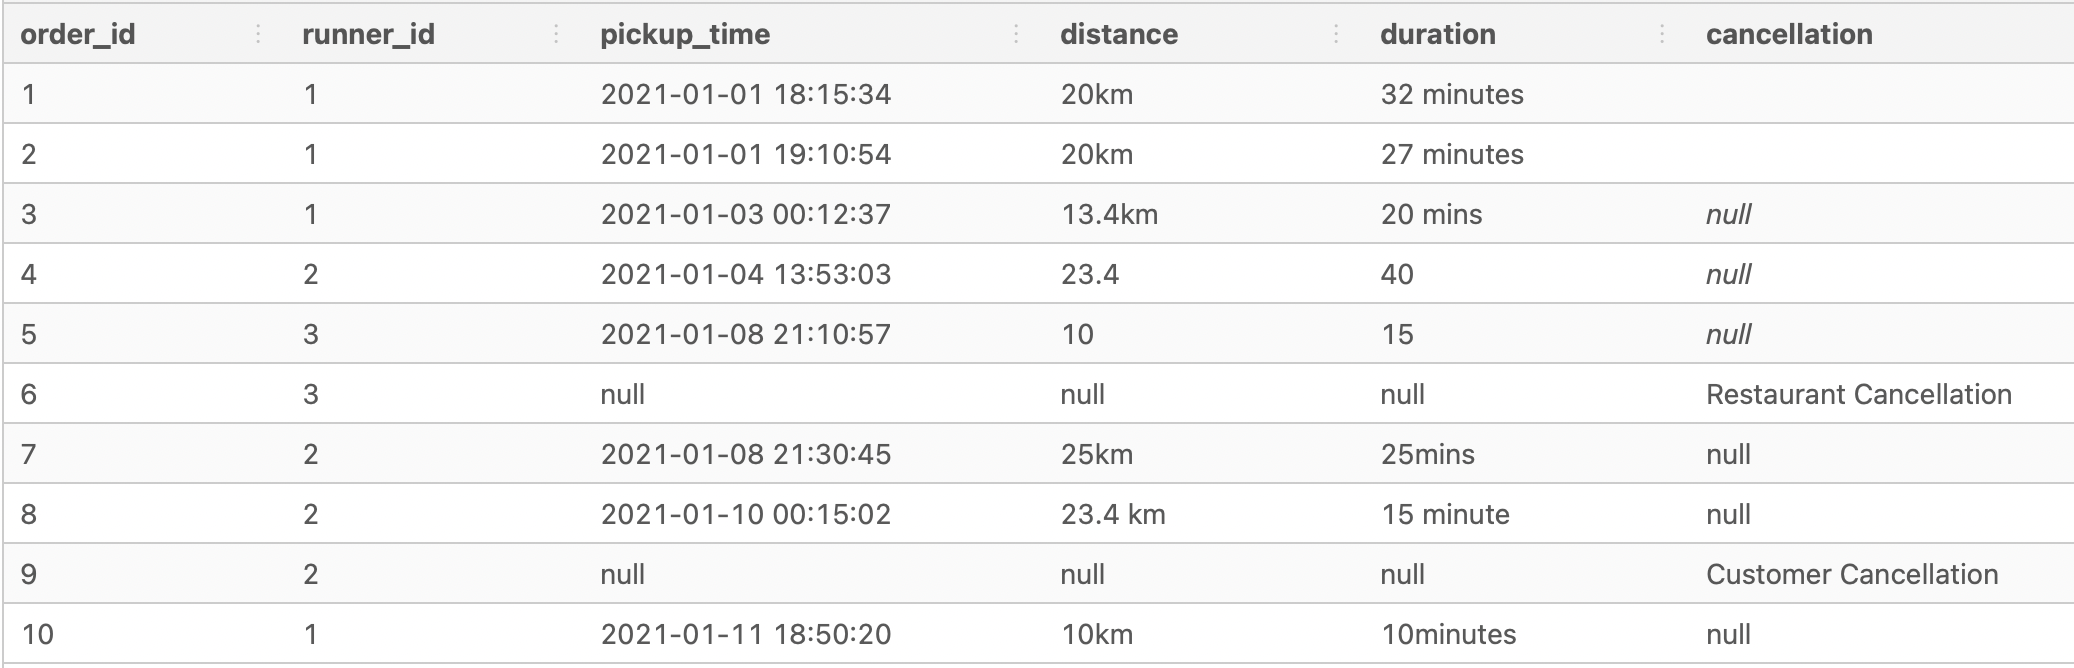 order_id runner_id pickup_time distance duration cancellation
1 1 2021-01-01 18:15:34 20km 32 minutes
2 1 2021-01-01 19:10:54 20km 27 minutes
3 1 2021-01-03 00:12:37 13.4km 20 mins null
4 2 2021-01-04 13:53:03 23.4 40 null
5 3 2021-01-08 21:10:57 10 15 null
6 3 null null null Restaurant Cancellation
7 2 2021-01-08 21:30:45 25km 25mins null
8 2 2021-01-10 00:15:02 23.4 km 15 minute null
9 2 null null null Customer Cancellation
10 1 2021-01-11 18:50:20 10km 10minutes null